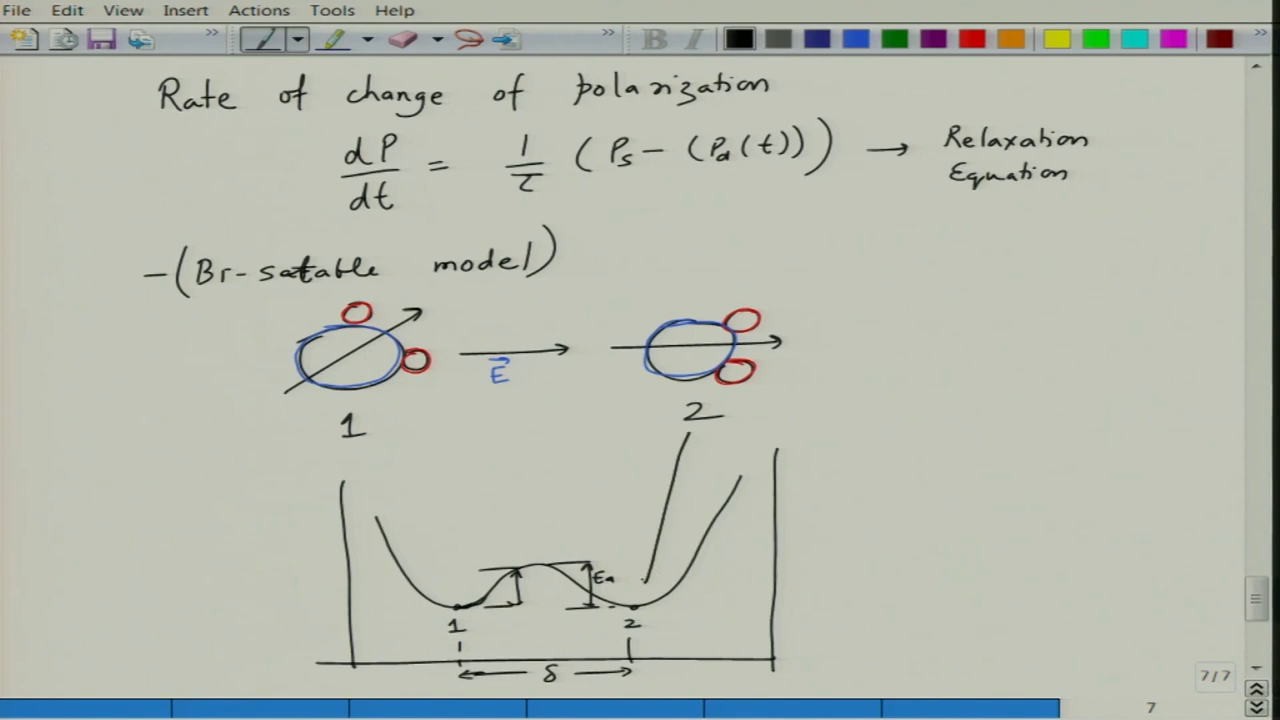 File Edit View Insert Actions Tools Help
B I
Rate of change of polarization
dP/dt = 1/τ (Ps - (Pd(t))) → Relaxation
Equation
- (Br-satable model)
E
1
2
Ea
1
2
δ
7/7
7